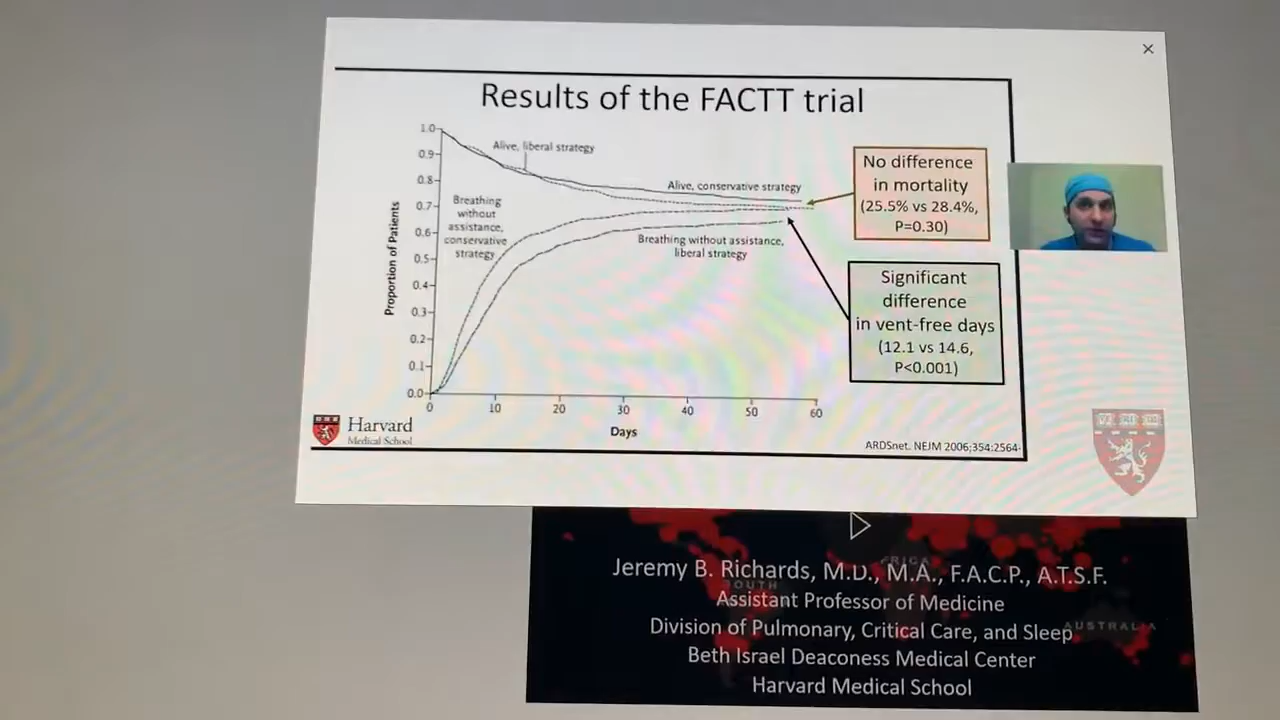 Results of the FACTT trial
1.0
0.9
0.8
0.7
0.6
0.5
0.4
0.3
0.2
0.1
0.0
Proportion of Patients
Alive, liberal strategy
Alive, conservative strategy
Breathing
without
assistance,
conservative
strategy
Breathing without assistance,
liberal strategy
0
10
20
30
40
50
60
Days
No difference
in mortality
(25.5% vs 28.4%,
P=0.30)
Significant
difference
in vent-free days
(12.1 vs 14.6,
P<0.001)
Harvard
Medical School
ARDSnet. NEJM 2006;354:2564-
Jeremy B. Richards, M.D., M.A., F.A.C.P., A.T.S.F.
Assistant Professor of Medicine
Division of Pulmonary, Critical Care, and Sleep
Beth Israel Deaconess Medical Center
Harvard Medical School
SOUTH
AUSTRALIA